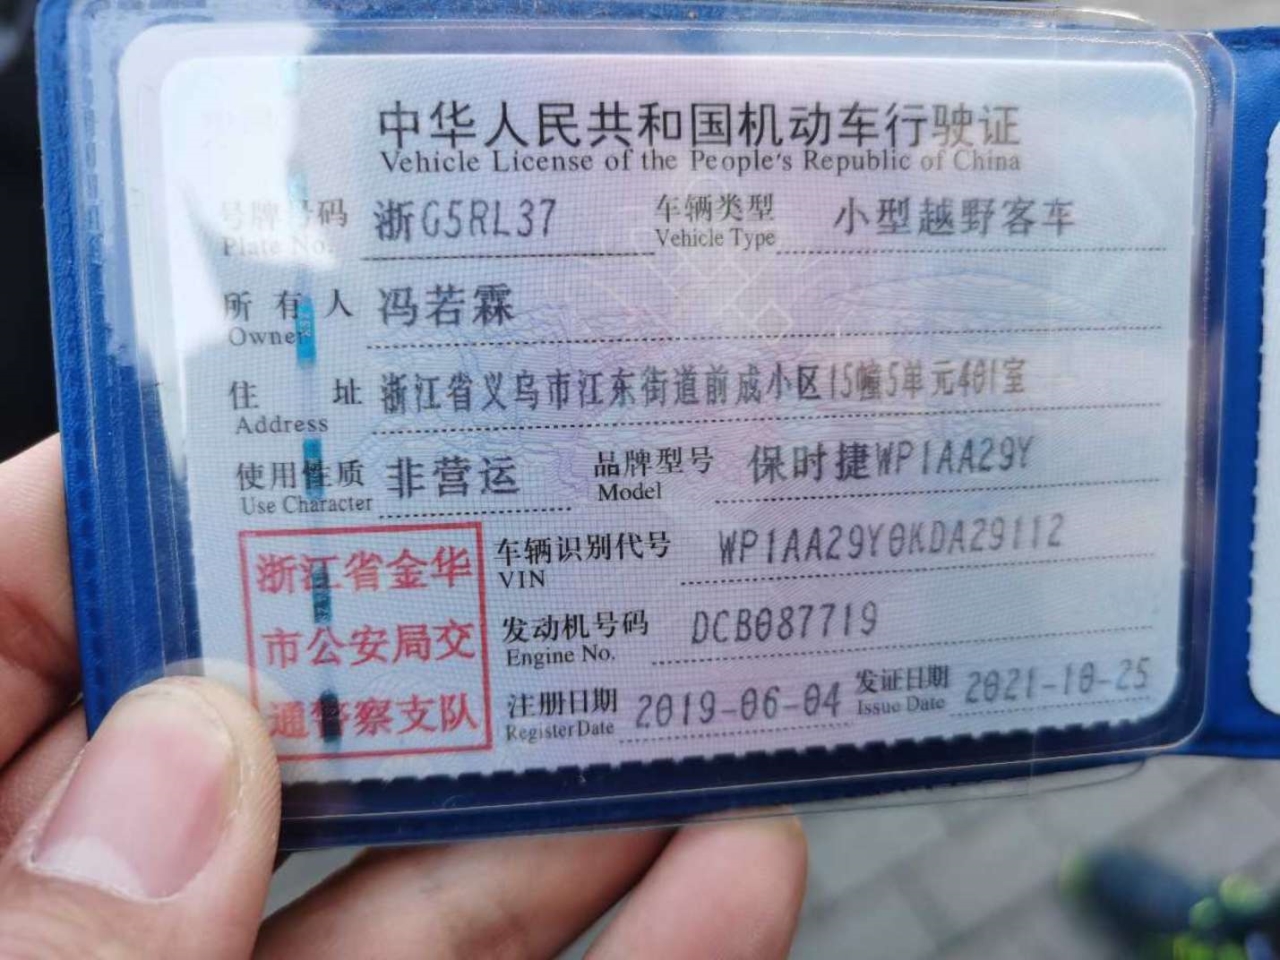 中华人民共和国机动车行驶证
Vehicle License of the People's Republic of China
号牌号码 浙G5RL37 车辆类型 小型越野客车
Plate No. Vehicle Type
所有人 冯若霖
Owner
住址 浙江省义乌市江东街道前成小区15幢5单元401室
Address
使用性质 非营运 品牌型号 保时捷WP1AA29Y
Use Character Model
浙江省金华
市公安局交
通警察支队
车辆识别代号 WP1AA29Y0KDA29112
VIN
发动机号码 DCB087719
Engine No.
注册日期 2019-06-04 发证日期 2021-10-25
Register Date Issue Date